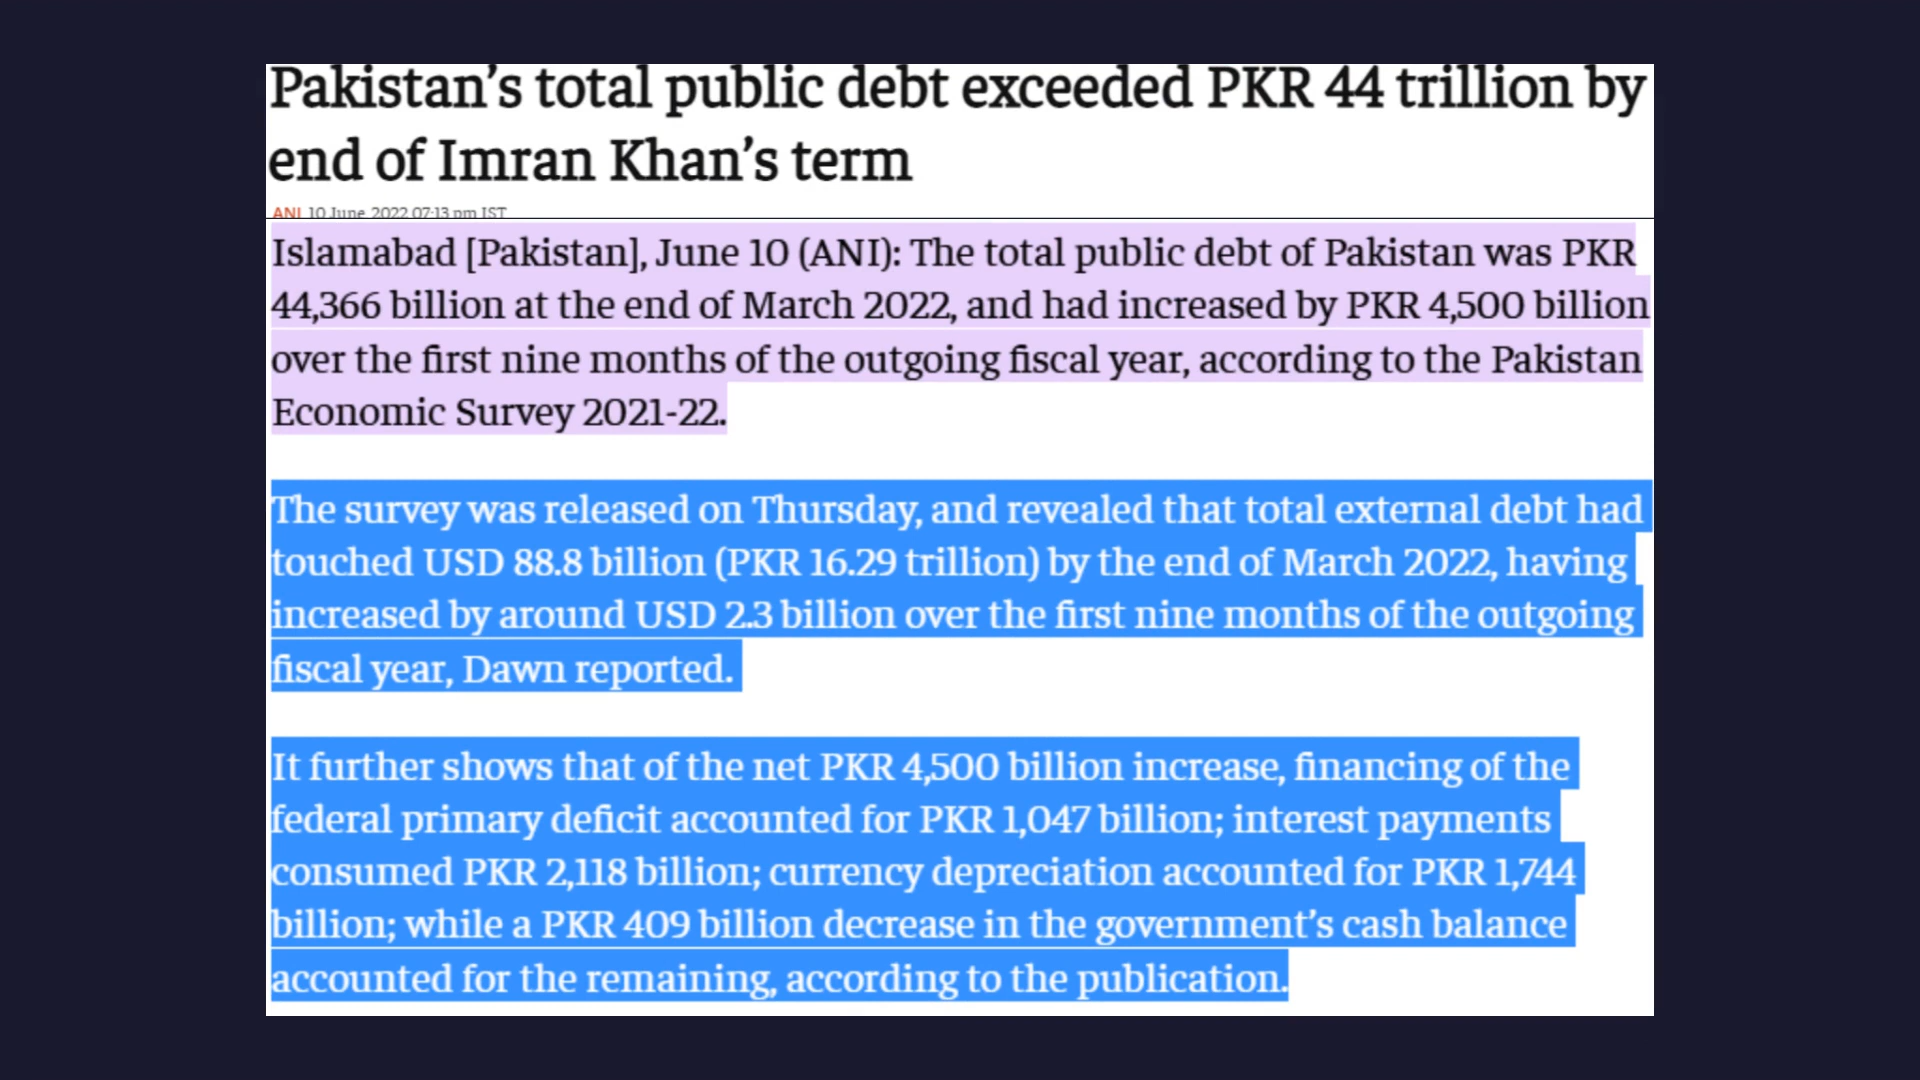 Pakistan’s total public debt exceeded PKR 44 trillion by
end of Imran Khan’s term
ANI 10 June, 2022 07:13 pm IST
Islamabad [Pakistan], June 10 (ANI): The total public debt of Pakistan was PKR
44,366 billion at the end of March 2022, and had increased by PKR 4,500 billion
over the first nine months of the outgoing fiscal year, according to the Pakistan
Economic Survey 2021-22.
The survey was released on Thursday, and revealed that total external debt had
touched USD 88.8 billion (PKR 16.29 trillion) by the end of March 2022, having
increased by around USD 2.3 billion over the first nine months of the outgoing
fiscal year, Dawn reported.
It further shows that of the net PKR 4,500 billion increase, financing of the
federal primary deficit accounted for PKR 1,047 billion; interest payments
consumed PKR 2,118 billion; currency depreciation accounted for PKR 1,744
billion; while a PKR 409 billion decrease in the government’s cash balance
accounted for the remaining, according to the publication.